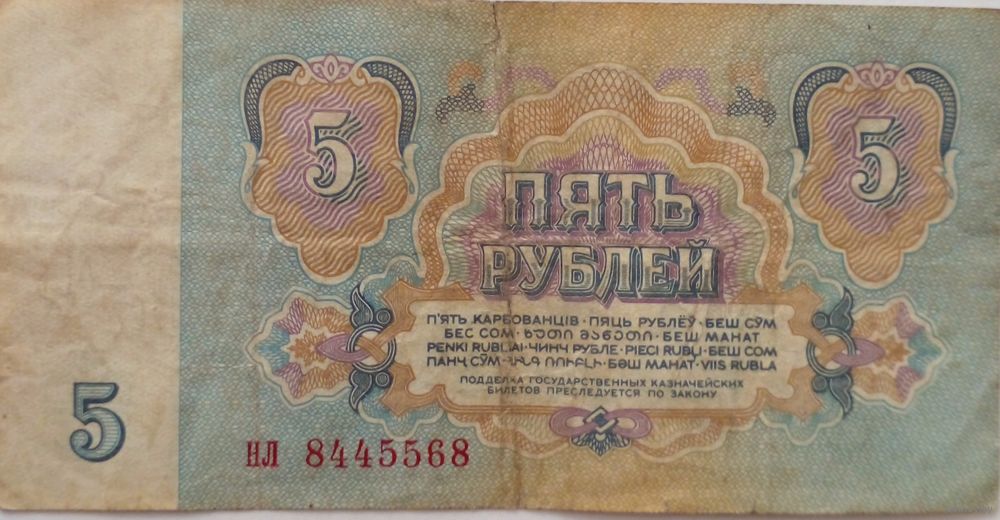 5
5
ПЯТЬ
РУБЛЕЙ
П'ЯТЬ КАРБОВАНЦІВ · ПЯЦЬ РУБЛЁЎ · БЕШ СЎМ
БЕС СОМ · ᲮᲣᲗᲘ ᲛᲐᲜᲔᲗᲘ · БЕШ МАНАТ
PENKI RUBLIAI · ЧИНЧ РУБЛЕ · PIECI RUBĻI · БЕШ СОМ
ПАНҶ СЎМ · ՀԻՆԳ ՌՈՒԲԼԻ · БӘШ МАНАТ · VIIS RUBLA
ПОДДЕЛКА ГОСУДАРСТВЕННЫХ КАЗНАЧЕЙСКИХ
БИЛЕТОВ ПРЕСЛЕДУЕТСЯ ПО ЗАКОНУ
5
НЛ 8445568